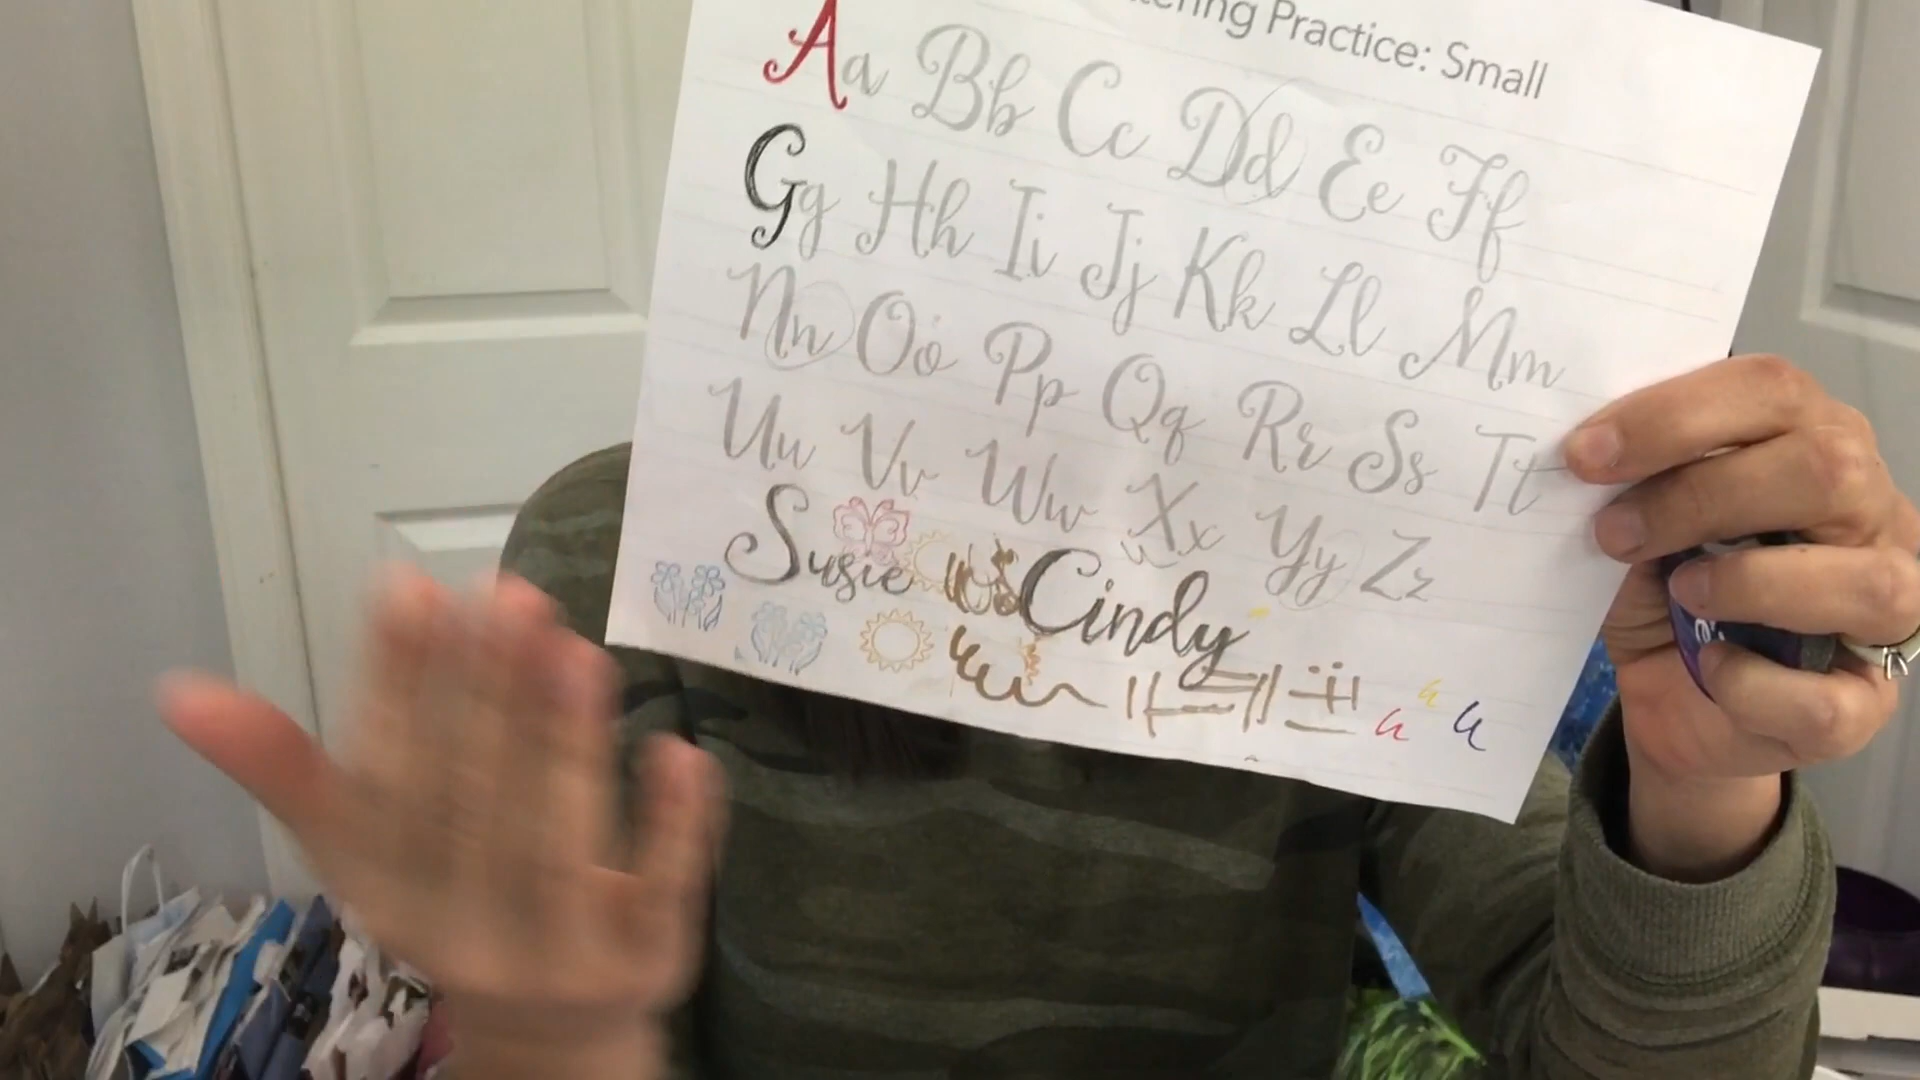 Practice: Small
Aa Bb Cc Dd Ee Ff
Gg Hh Ii Jj Kk Ll Mm
Nn Oo Pp Qq Rr Ss Tt
Uu Vv Ww Xx Yy Zz
Susie Cindy